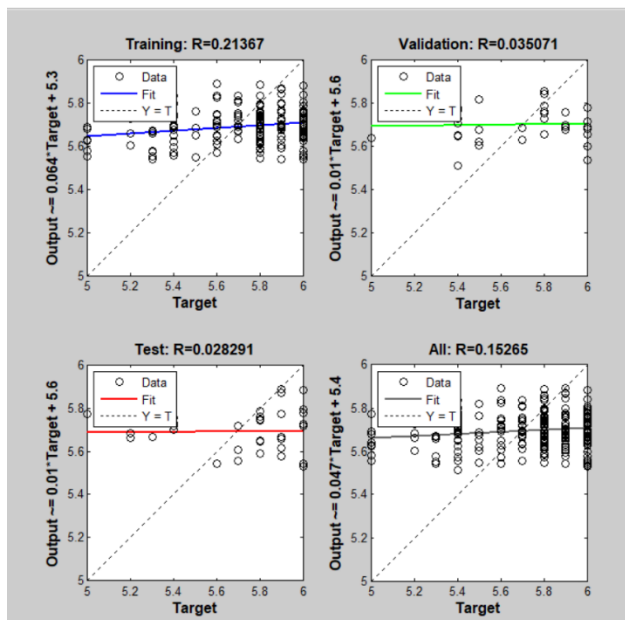 Training: R=0.21367
Output ~= 0.064*Target + 5.3
6
5.8
5.6
5.4
5.2
5
Data
Fit
Y = T
5 5.2 5.4 5.6 5.8 6
Target
Validation: R=0.035071
Output ~= 0.01*Target + 5.6
6
5.8
5.6
5.4
5.2
5
Data
Fit
Y = T
5 5.2 5.4 5.6 5.8 6
Target
Test: R=0.028291
Output ~= 0.01*Target + 5.6
6
5.8
5.6
5.4
5.2
5
Data
Fit
Y = T
5 5.2 5.4 5.6 5.8 6
Target
All: R=0.15265
Output ~= 0.047*Target + 5.4
6
5.8
5.6
5.4
5.2
5
Data
Fit
Y = T
5 5.2 5.4 5.6 5.8 6
Target